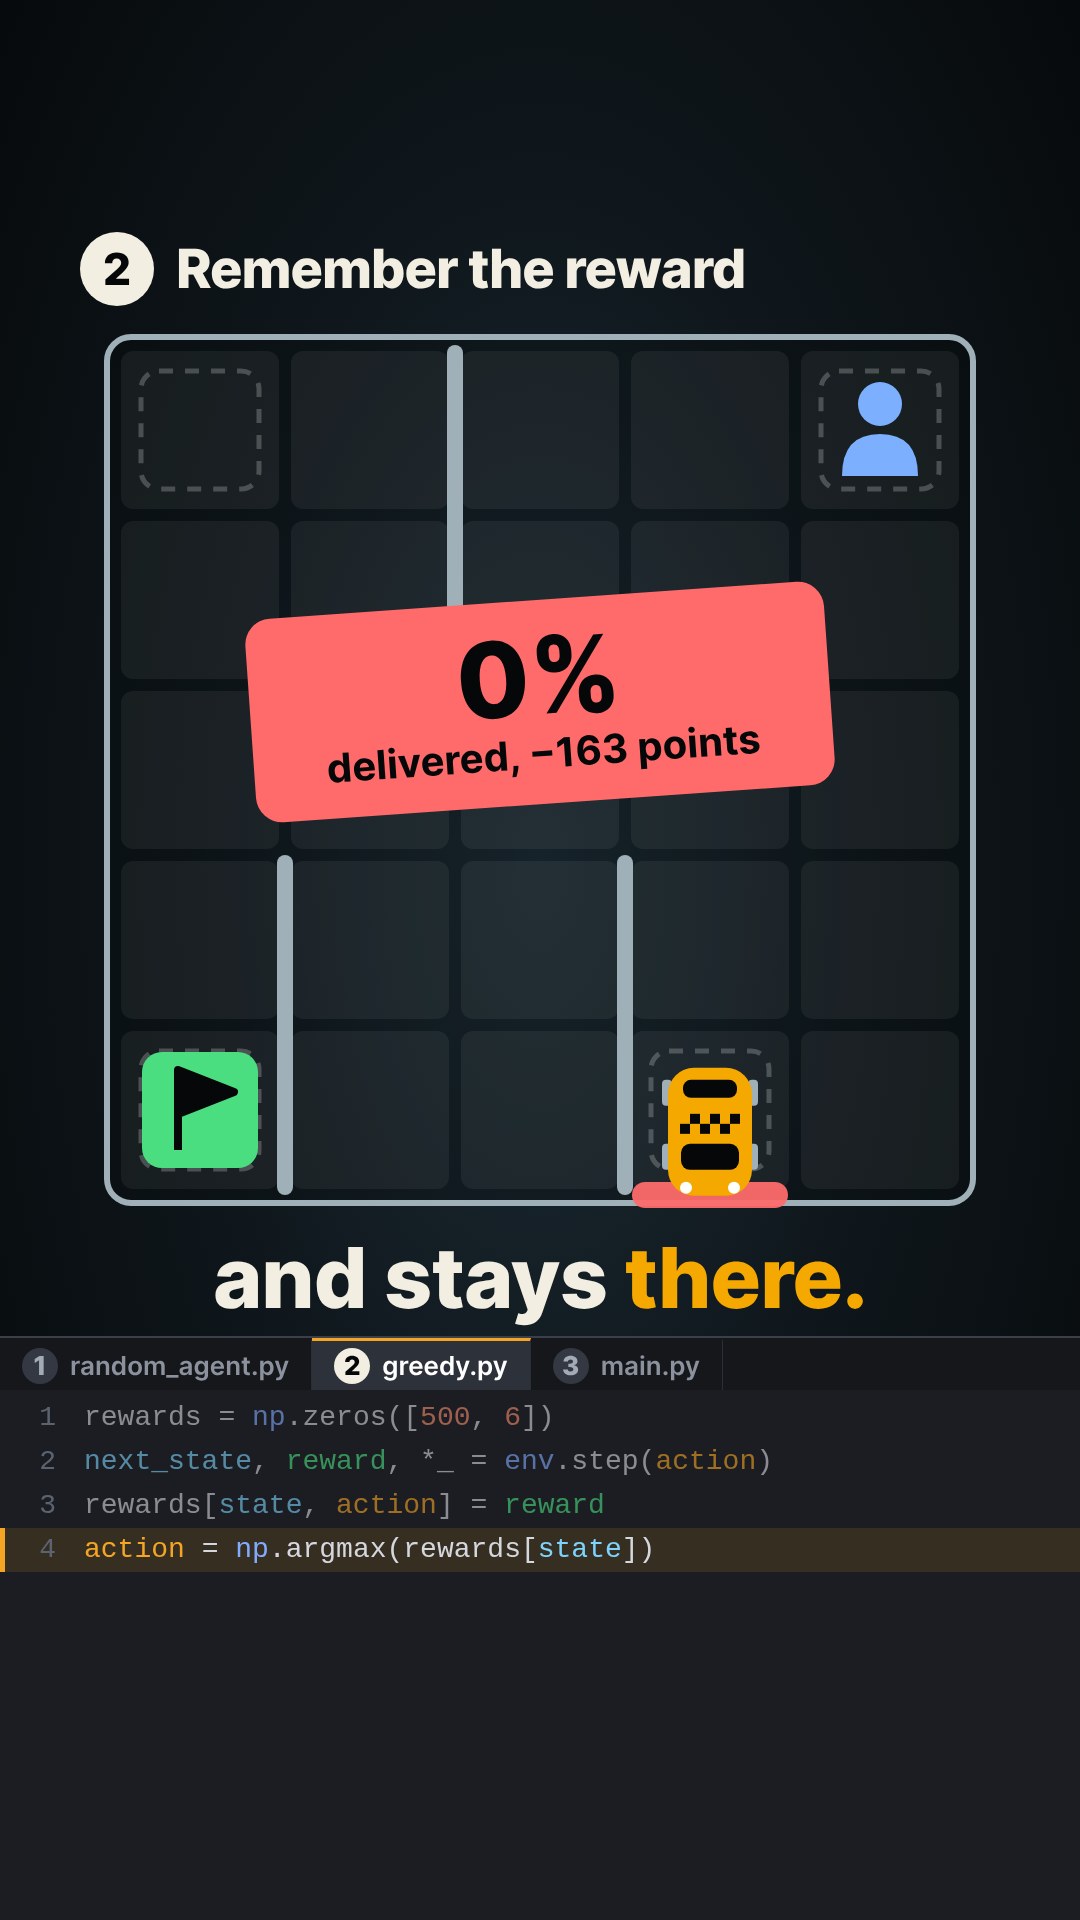 2 Remember the reward
0%
delivered, −163 points
and stays there.
1 random_agent.py 2 greedy.py 3 main.py
1 rewards = np.zeros([500, 6])
2 next_state, reward, *_ = env.step(action)
3 rewards[state, action] = reward
4 action = np.argmax(rewards[state])